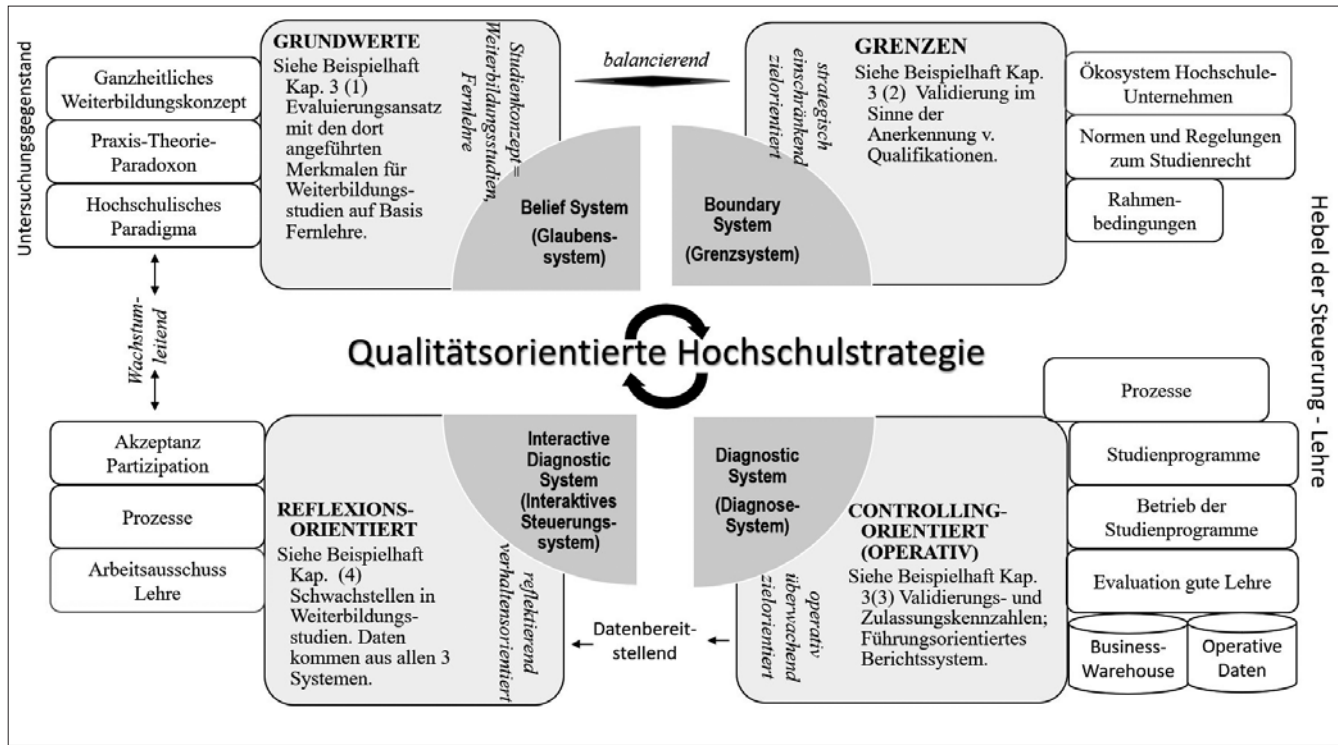 Untersuchungsgegenstand
Ganzheitliches
Weiterbildungskonzept
Praxis-Theorie-
Paradoxon
Hochschulisches
Paradigma
GRUNDWERTE
Siehe Beispielhaft
Kap. 3 (1)
Evaluierungsansatz
mit den dort
angeführten
Merkmalen für
Weiterbildungs-
studien auf Basis
Fernlehre.
Studienkonzept =
Weiterbildungsstudien,
Fernlehre
Belief System
(Glaubens-
system)
balancierend
strategisch
einschränkend
zielorientiert
GRENZEN
Siehe Beispielhaft Kap.
3 (2) Validierung im
Sinne der
Anerkennung v.
Qualifikationen.
Boundary
System
(Grenzsystem)
Ökosystem Hochschule-
Unternehmen
Normen und Regelungen
zum Studienrecht
Rahmen-
bedingungen
Hebel der Steuerung - Lehre
Wachstum-
leitend
Qualitätsorientierte Hochschulstrategie
Akzeptanz
Partizipation
Prozesse
Arbeitsausschuss
Lehre
REFLEXIONS-
ORIENTIERT
Siehe Beispielhaft
Kap. (4)
Schwachstellen in
Weiterbildungs-
studien. Daten
kommen aus allen 3
Systemen.
Interactive
Diagnostic
System
(Interaktives
Steuerungs-
system)
reflektierend
verhaltensorientiert
Datenbereit-
stellend
Diagnostic
System
(Diagnose-
System)
operativ
überwachend
zielorientiert
CONTROLLING-
ORIENTIERT
(OPERATIV)
Siehe Beispielhaft Kap.
3(3) Validierungs- und
Zulassungskennzahlen;
Führungsorientiertes
Berichtssystem.
Prozesse
Studienprogramme
Betrieb der
Studienprogramme
Evaluation gute Lehre
Business-
Warehouse
Operative
Daten